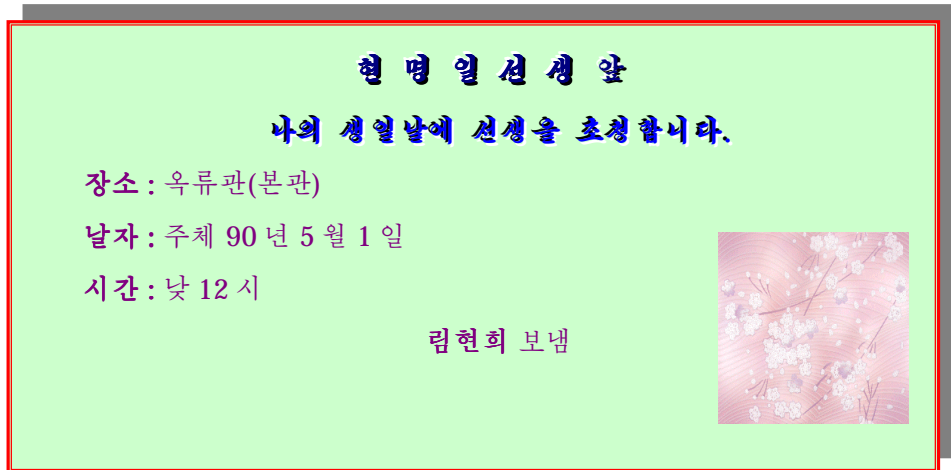 현 명 일 선 생 앞
나의 생일날에 선생을 초청합니다.
장소 : 옥류관(본관)
날자 : 주체 90 년 5 월 1 일
시간 : 낮 12 시
림현희 보냄